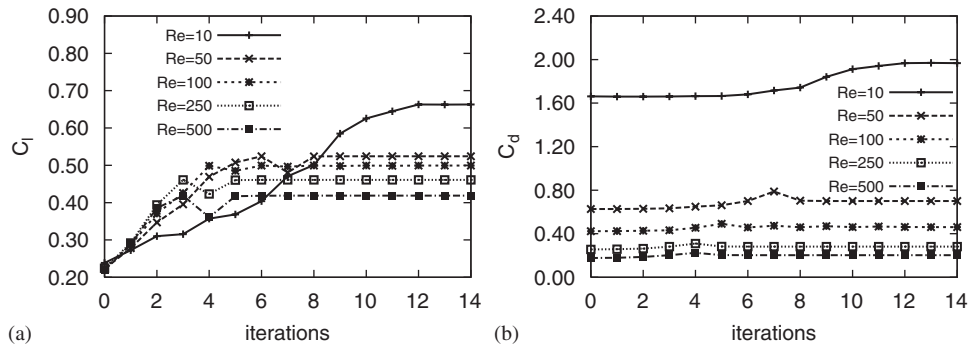 0.90
0.80
0.70
0.60
0.50
0.40
0.30
0.20
C_l
Re=10
Re=50
Re=100
Re=250
Re=500
0 2 4 6 8 10 12 14
(a) iterations
2.40
2.00
1.60
1.20
0.80
0.40
0.00
C_d
Re=10
Re=50
Re=100
Re=250
Re=500
0 2 4 6 8 10 12 14
(b) iterations